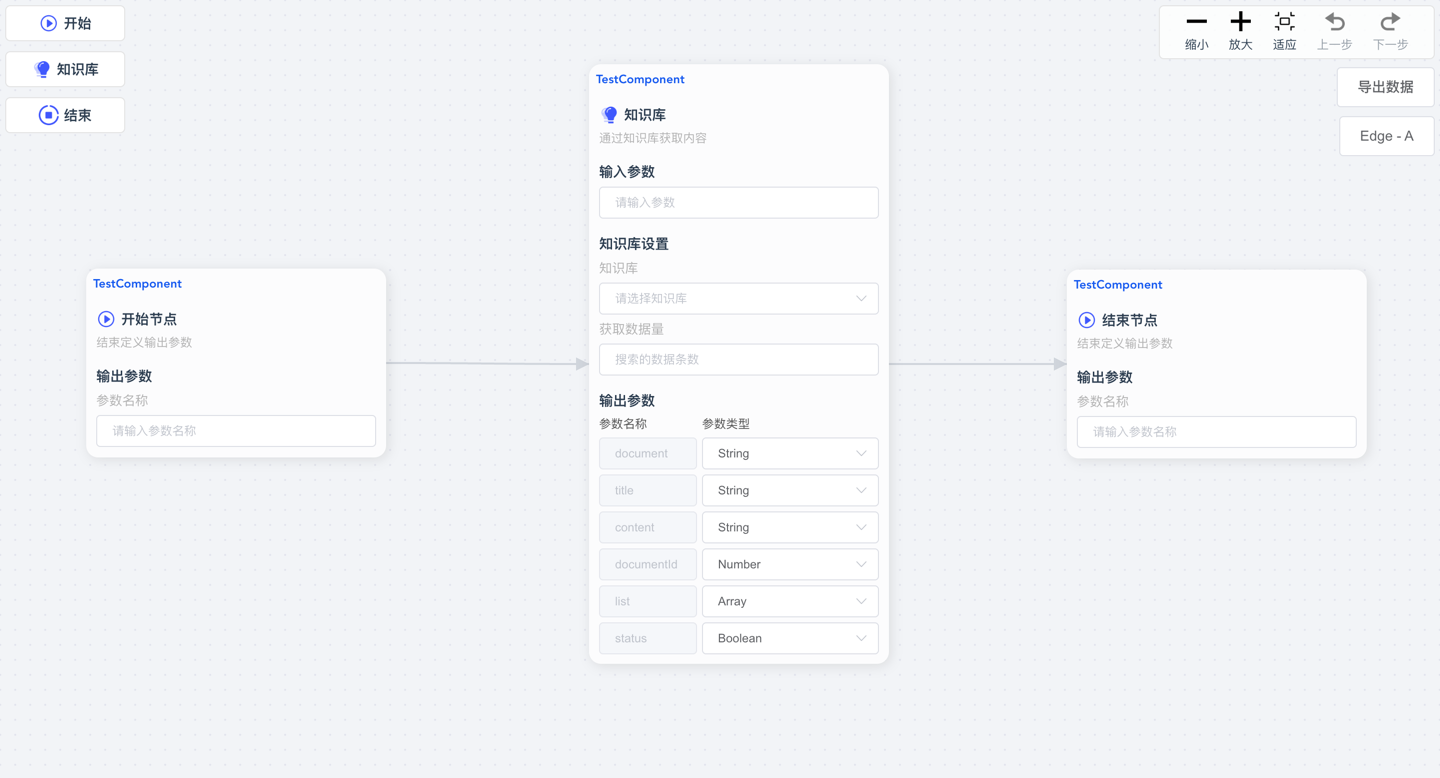 开始
知识库
结束
缩小 放大 适应 上一步 下一步
导出数据
Edge - A
TestComponent
开始节点
结束定义输出参数
输出参数
参数名称
请输入参数名称
TestComponent
知识库
通过知识库获取内容
输入参数
请输入参数
知识库设置
知识库
请选择知识库
获取数据量
搜索的数据条数
输出参数
参数名称 参数类型
document String
title String
content String
documentId Number
list Array
status Boolean
TestComponent
结束节点
结束定义输出参数
输出参数
参数名称
请输入参数名称